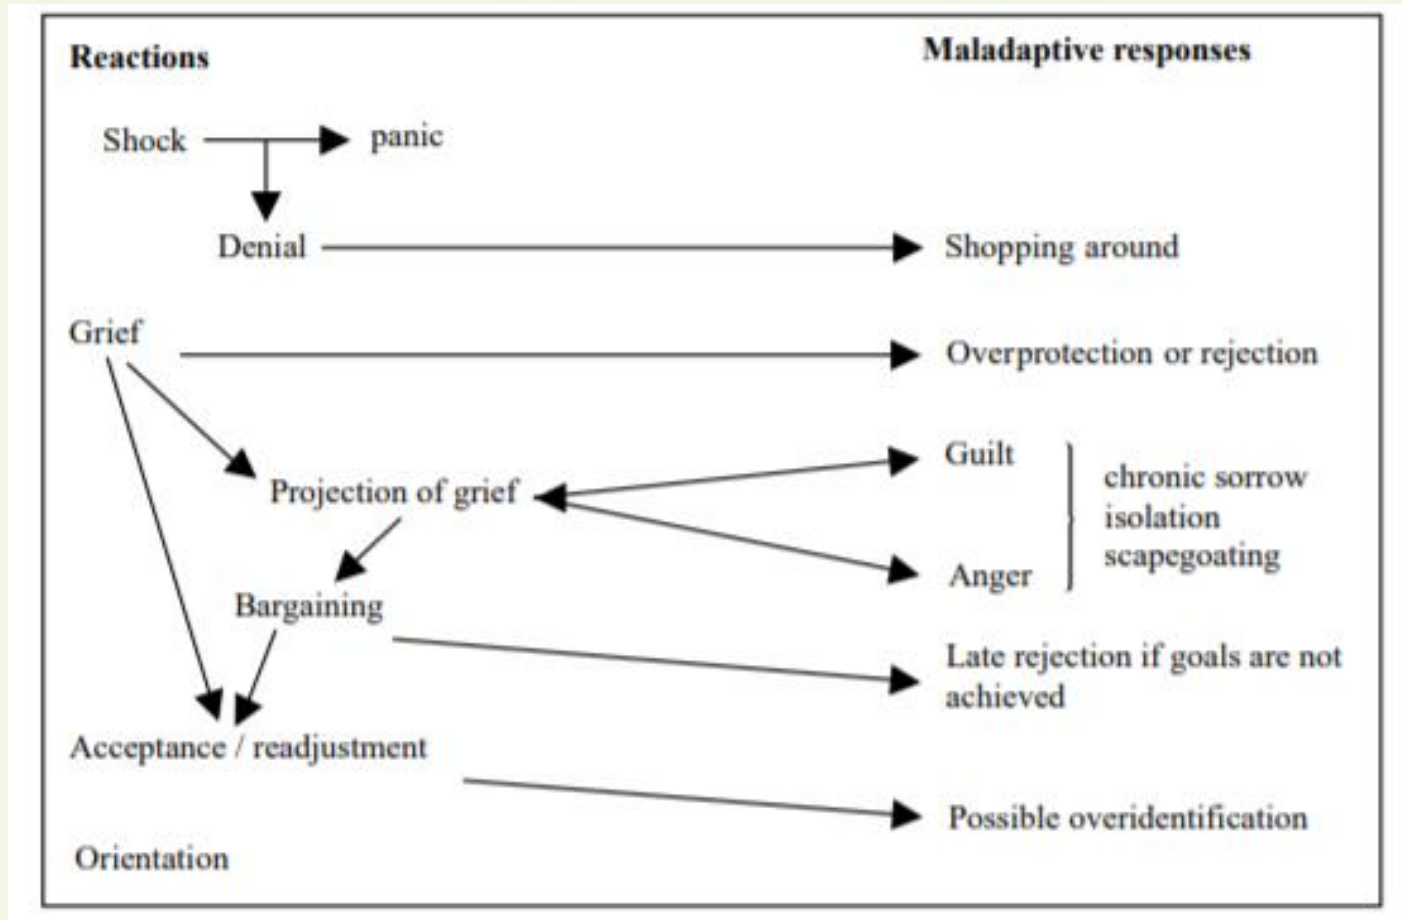 Reactions
Maladaptive responses
Shock
panic
Denial
Shopping around
Grief
Overprotection or rejection
Projection of grief
Guilt
Anger
chronic sorrow
isolation
scapegoating
Bargaining
Late rejection if goals are not
achieved
Acceptance / readjustment
Possible overidentification
Orientation